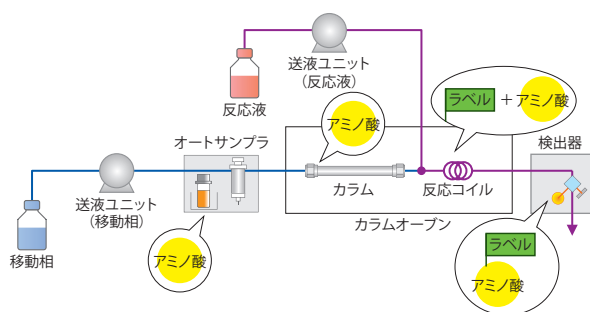 送液ユニット
(反応液)
反応液
ラベル + アミノ酸
アミノ酸
オートサンプラ
検出器
カラム
反応コイル
送液ユニット
(移動相)
カラムオーブン
移動相
アミノ酸
ラベル
アミノ酸